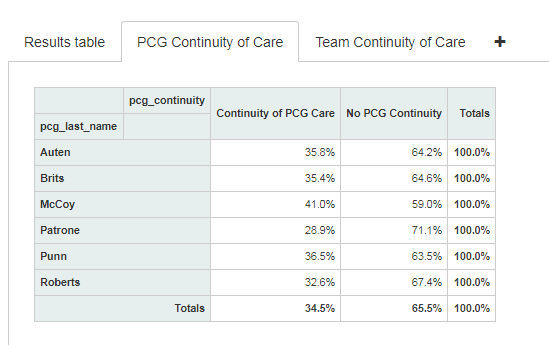 Results table PCG Continuity of Care Team Continuity of Care +
pcg_continuity Continuity of PCG Care No PCG Continuity Totals
pcg_last_name
Auten 35.8% 64.2% 100.0%
Brits 35.4% 64.6% 100.0%
McCoy 41.0% 59.0% 100.0%
Patrone 28.9% 71.1% 100.0%
Punn 36.5% 63.5% 100.0%
Roberts 32.6% 67.4% 100.0%
Totals 34.5% 65.5% 100.0%